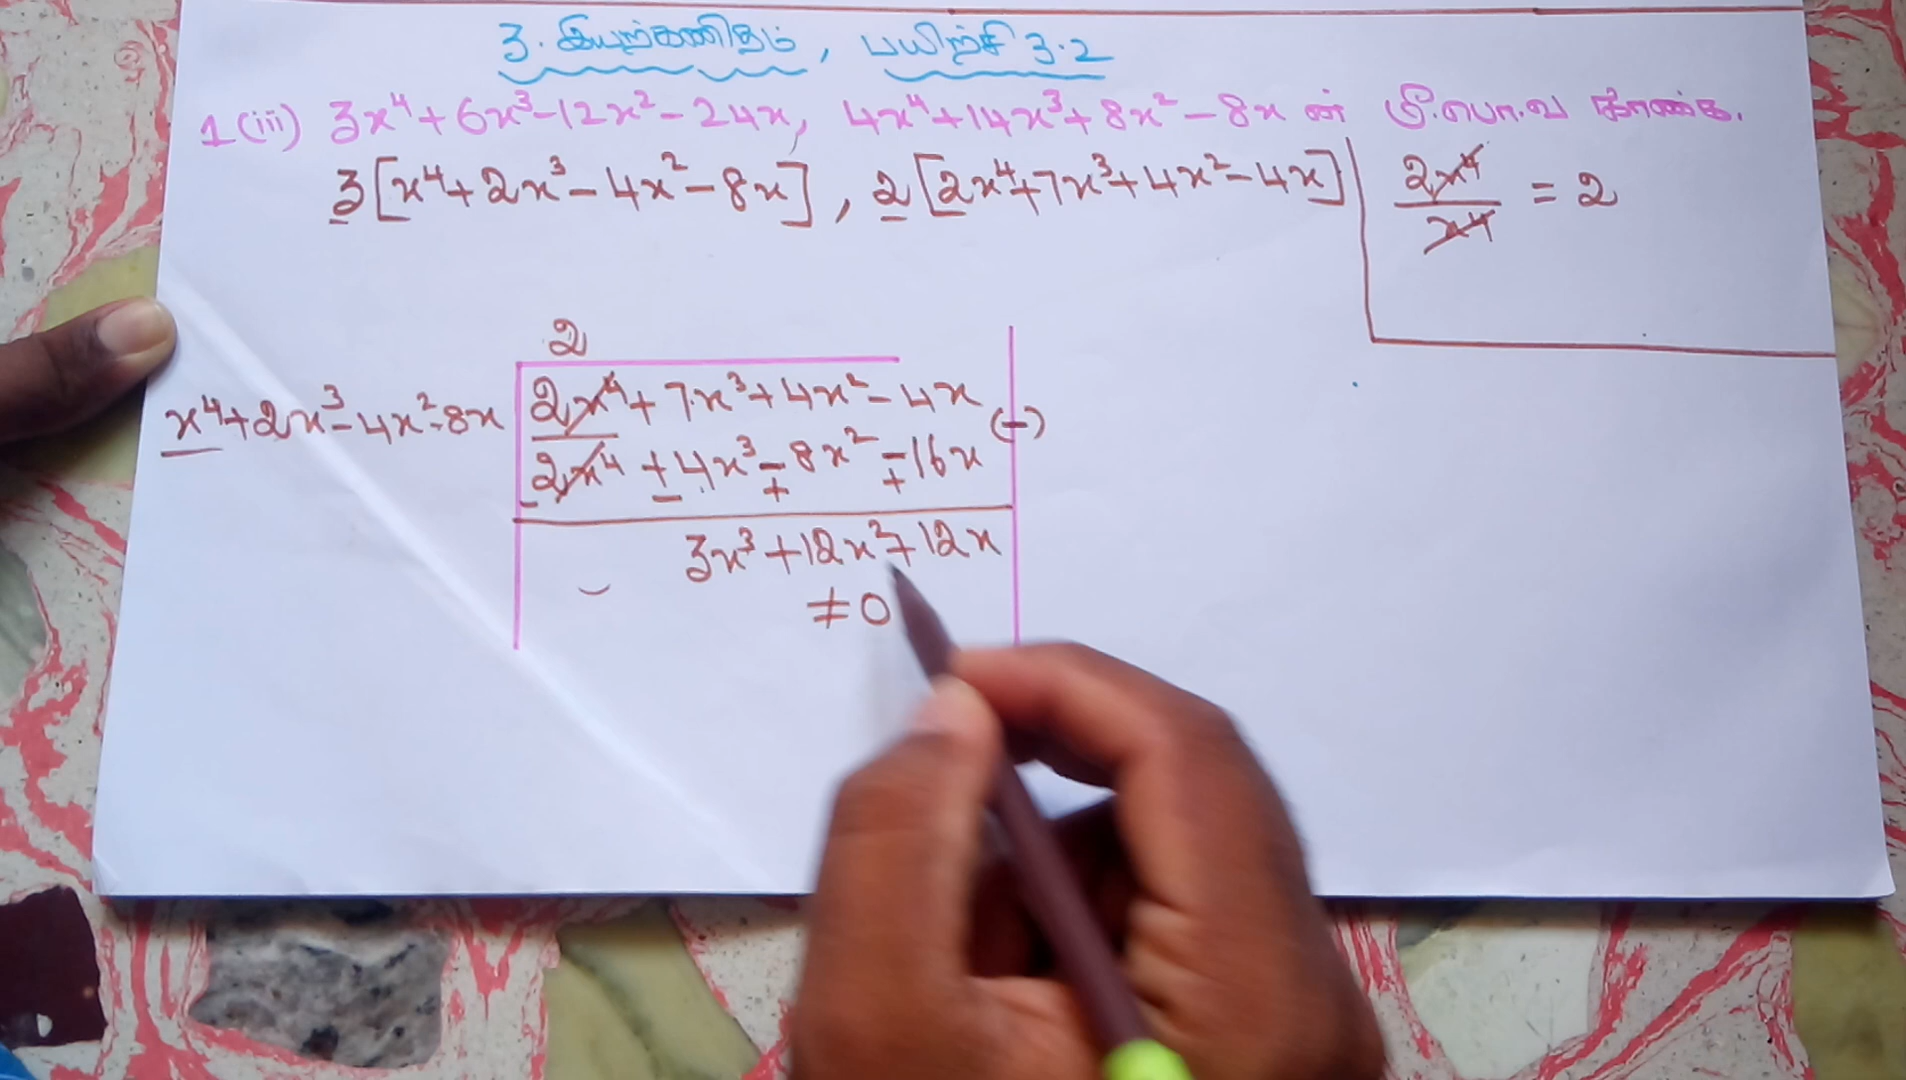 3. இயற்கணிதம், பயிற்சி 3.2
1(iii) 3x⁴+6x³-12x²-24x, 4x⁴+14x³+8x²-8x ன் மீ.பொ.வ காண்க.
3[x⁴+2x³-4x²-8x], 2[2x⁴+7x³+4x²-4x]
2x⁴/x⁴ = 2
2
x⁴+2x³-4x²-8x
2x⁴+7x³+4x²-4x
(-)
2x⁴+4x³-8x²-16x
- - + +
3x³+12x²+12x
≠0